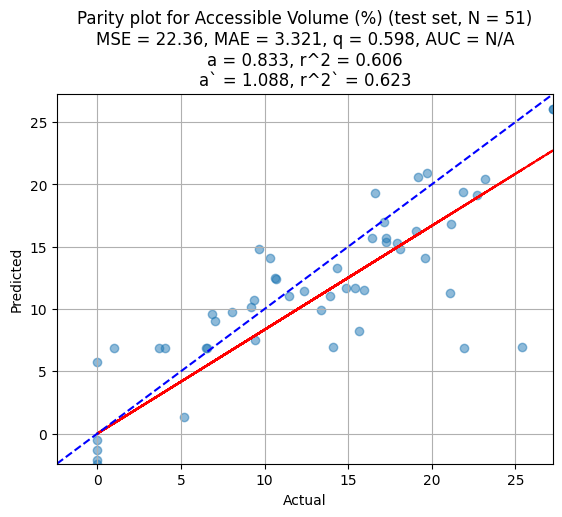 Parity plot for Accessible Volume (%) (test set, N = 51)
MSE = 22.36, MAE = 3.321, q = 0.598, AUC = N/A
a = 0.833, r^2 = 0.606
a` = 1.088, r^2` = 0.623
25
20
15
10
5
0
Predicted
0 5 10 15 20 25
Actual